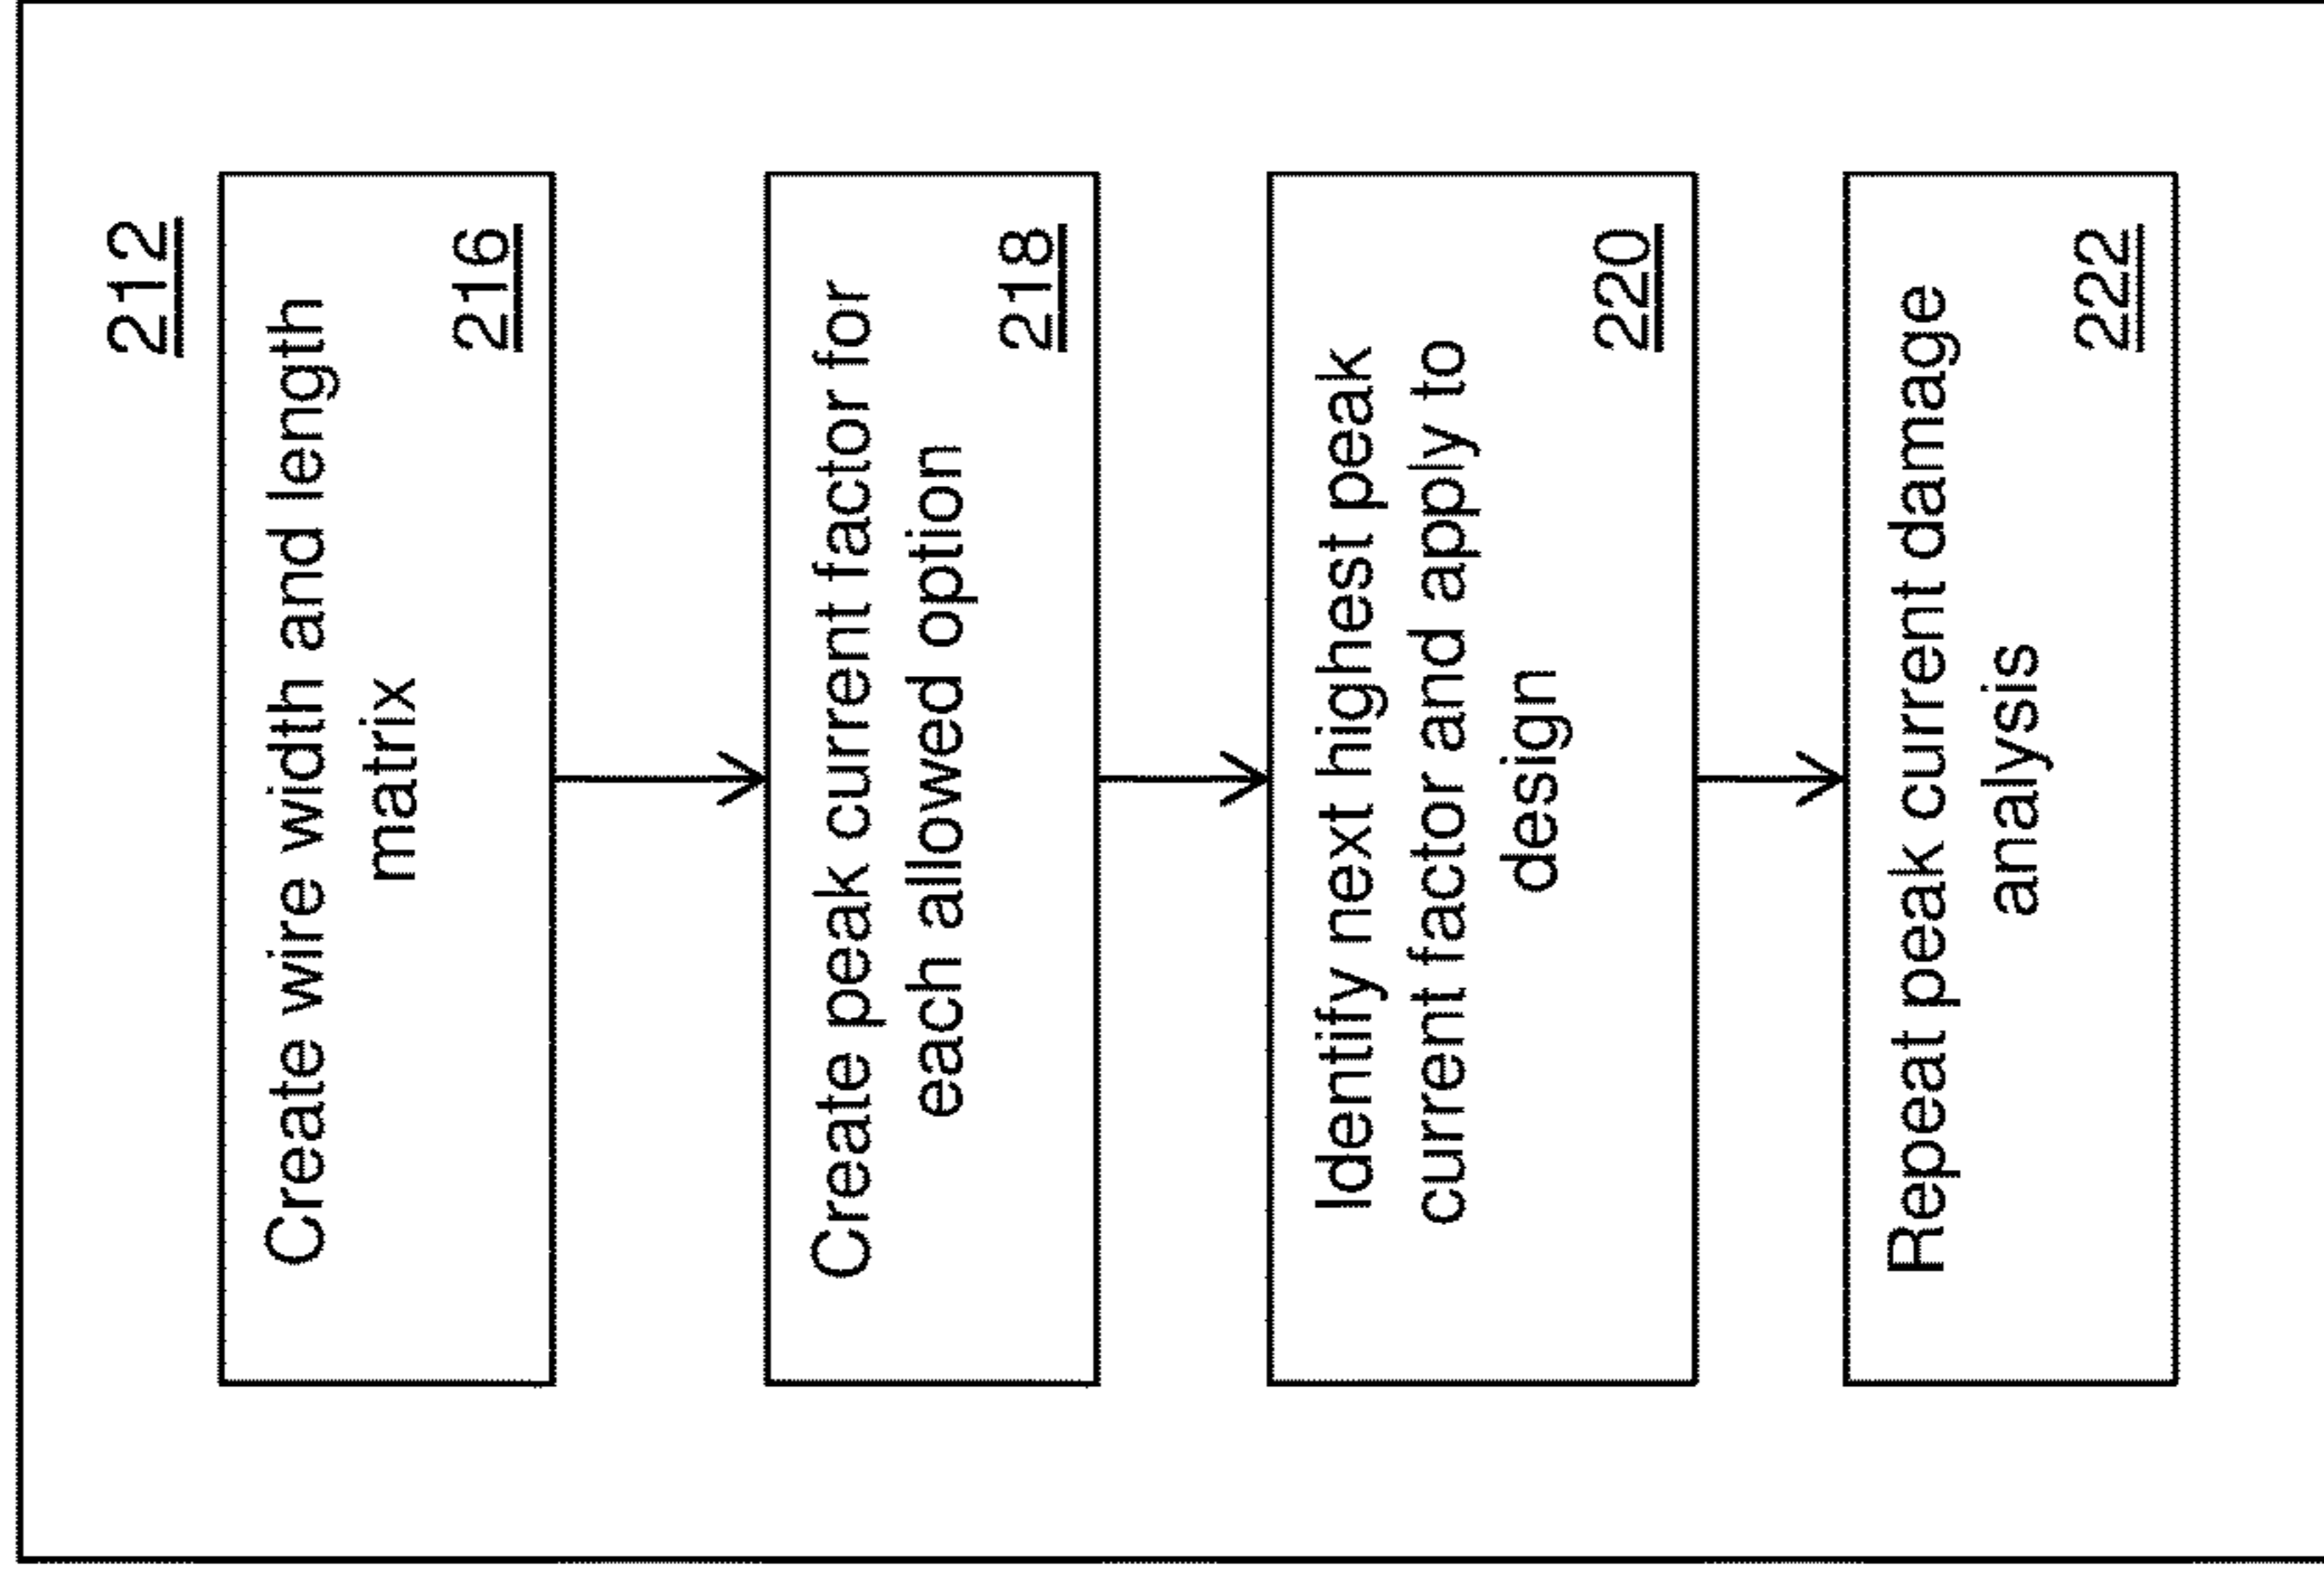 212
Create wire width and length
matrix
216
Create peak current factor for
each allowed option
218
Identify next highest peak
current factor and apply to
design
220
Repeat peak current damage
analysis
222